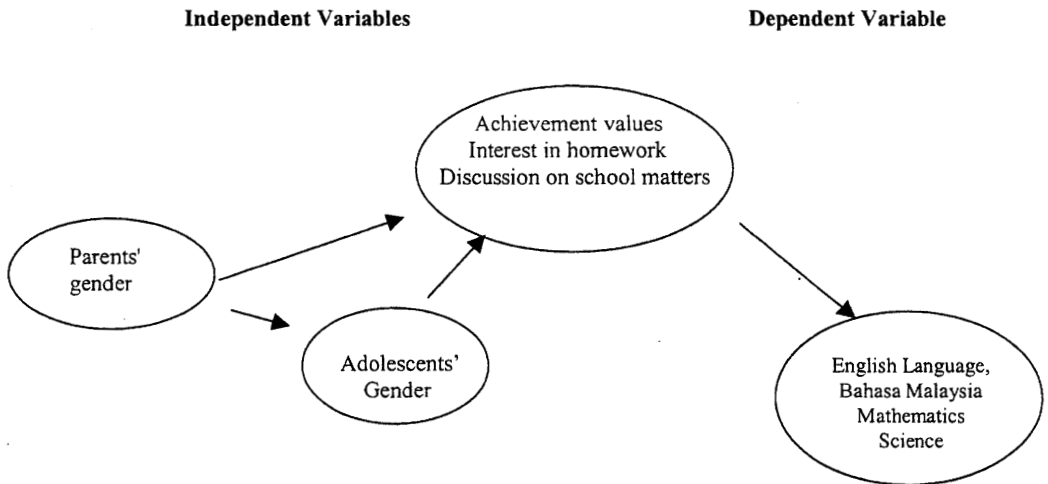 Independent Variables
Dependent Variable
Achievement values
Interest in homework
Discussion on school matters
Parents'
gender
Adolescents’
Gender
English Language,
Bahasa Malaysia
Mathematics
Science